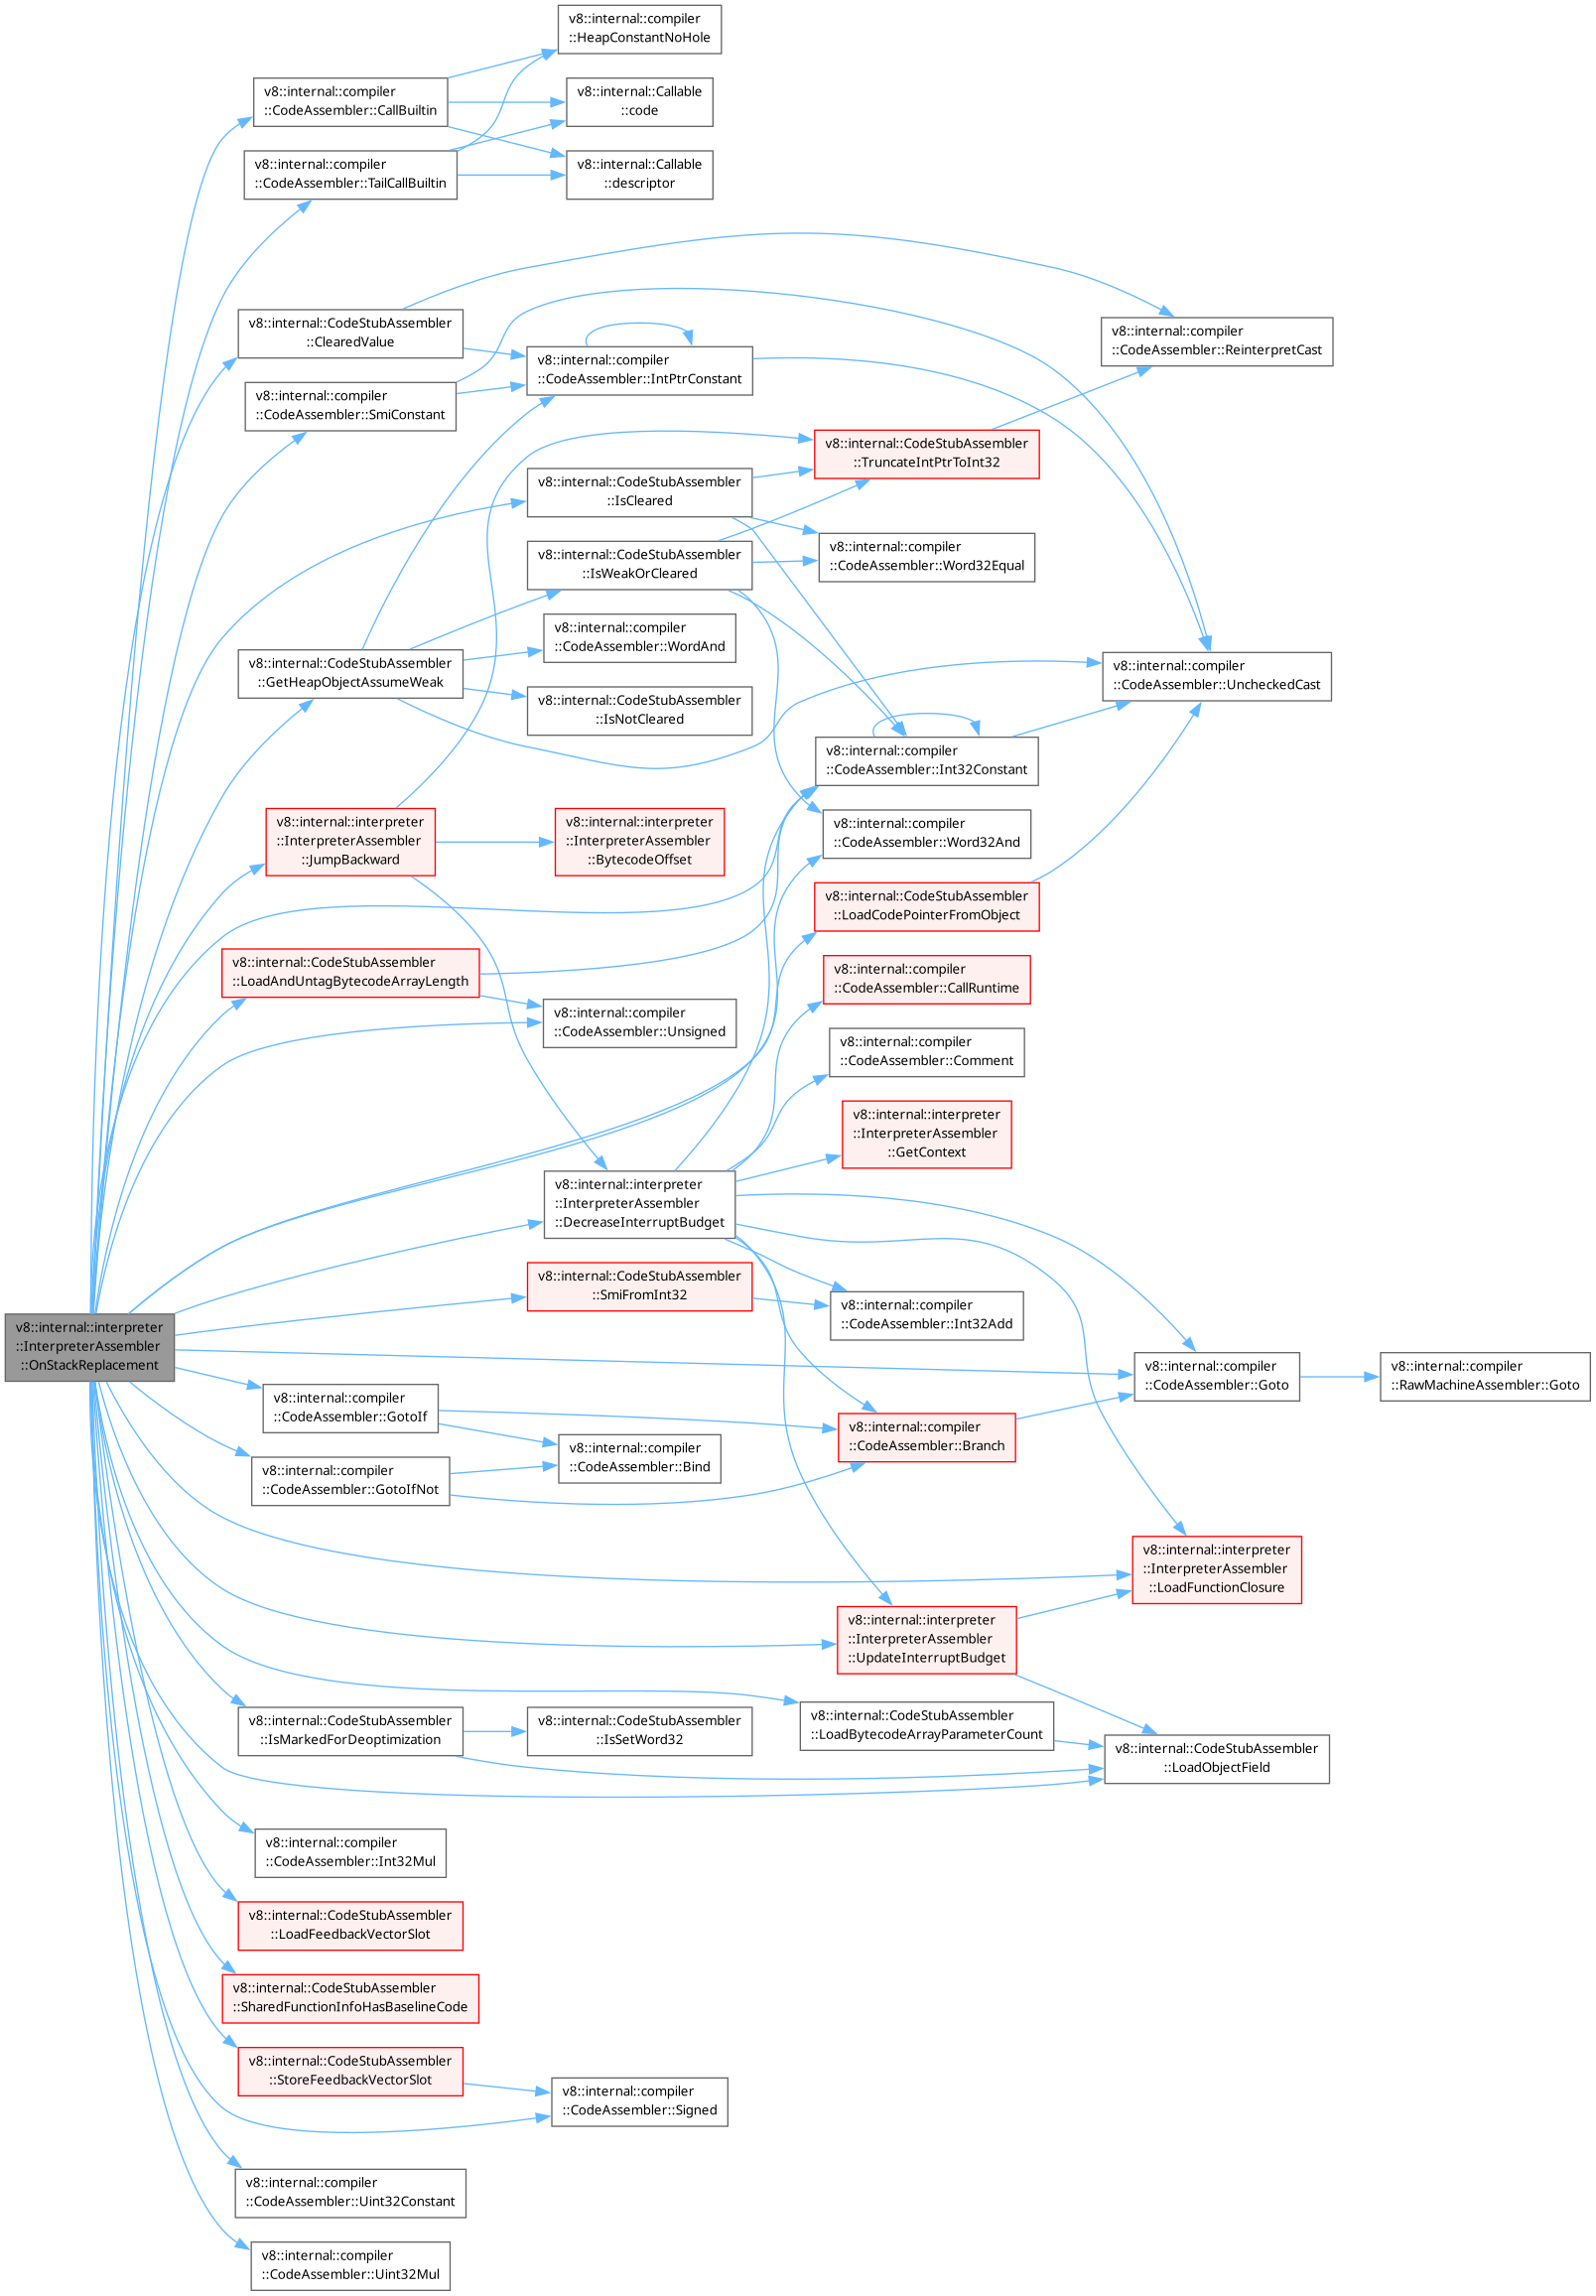 v8::internal::compiler
::HeapConstantNoHole
v8::internal::compiler
::CodeAssembler::CallBuiltin
v8::internal::Callable
::code
v8::internal::compiler
::CodeAssembler::TailCallBuiltin
v8::internal::Callable
::descriptor
v8::internal::CodeStubAssembler
::ClearedValue
v8::internal::compiler
::CodeAssembler::ReinterpretCast
v8::internal::compiler
::CodeAssembler::IntPtrConstant
v8::internal::compiler
::CodeAssembler::SmiConstant
v8::internal::CodeStubAssembler
::TruncateIntPtrToInt32
v8::internal::CodeStubAssembler
::IsCleared
v8::internal::compiler
::CodeAssembler::Word32Equal
v8::internal::CodeStubAssembler
::IsWeakOrCleared
v8::internal::compiler
::CodeAssembler::WordAnd
v8::internal::CodeStubAssembler
::GetHeapObjectAssumeWeak
v8::internal::compiler
::CodeAssembler::UncheckedCast
v8::internal::CodeStubAssembler
::IsNotCleared
v8::internal::compiler
::CodeAssembler::Int32Constant
v8::internal::interpreter
::InterpreterAssembler
::JumpBackward
v8::internal::interpreter
::InterpreterAssembler
::BytecodeOffset
v8::internal::compiler
::CodeAssembler::Word32And
v8::internal::CodeStubAssembler
::LoadCodePointerFromObject
v8::internal::CodeStubAssembler
::LoadAndUntagBytecodeArrayLength
v8::internal::compiler
::CodeAssembler::CallRuntime
v8::internal::compiler
::CodeAssembler::Unsigned
v8::internal::compiler
::CodeAssembler::Comment
v8::internal::interpreter
::InterpreterAssembler
::GetContext
v8::internal::interpreter
::InterpreterAssembler
::DecreaseInterruptBudget
v8::internal::CodeStubAssembler
::SmiFromInt32
v8::internal::compiler
::CodeAssembler::Int32Add
v8::internal::interpreter
::InterpreterAssembler
::OnStackReplacement
v8::internal::compiler
::CodeAssembler::Goto
v8::internal::compiler
::RawMachineAssembler::Goto
v8::internal::compiler
::CodeAssembler::GotoIf
v8::internal::compiler
::CodeAssembler::Branch
v8::internal::compiler
::CodeAssembler::Bind
v8::internal::compiler
::CodeAssembler::GotoIfNot
v8::internal::interpreter
::InterpreterAssembler
::LoadFunctionClosure
v8::internal::interpreter
::InterpreterAssembler
::UpdateInterruptBudget
v8::internal::CodeStubAssembler
::IsMarkedForDeoptimization
v8::internal::CodeStubAssembler
::IsSetWord32
v8::internal::CodeStubAssembler
::LoadBytecodeArrayParameterCount
v8::internal::CodeStubAssembler
::LoadObjectField
v8::internal::compiler
::CodeAssembler::Int32Mul
v8::internal::CodeStubAssembler
::LoadFeedbackVectorSlot
v8::internal::CodeStubAssembler
::SharedFunctionInfoHasBaselineCode
v8::internal::CodeStubAssembler
::StoreFeedbackVectorSlot
v8::internal::compiler
::CodeAssembler::Signed
v8::internal::compiler
::CodeAssembler::Uint32Constant
v8::internal::compiler
::CodeAssembler::Uint32Mul